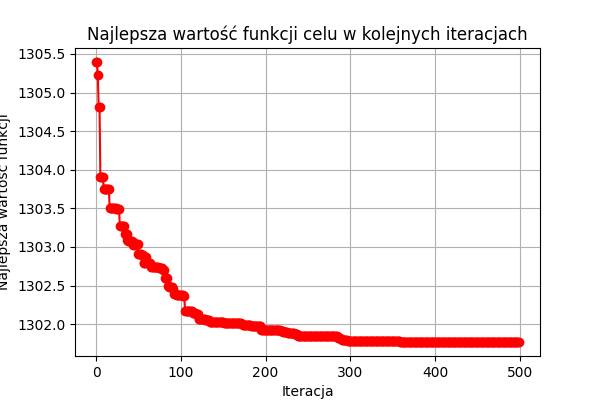 Najlepsza wartość funkcji celu w kolejnych iteracjach
Najlepsza wartość funkcji
1305.5
1305.0
1304.5
1304.0
1303.5
1303.0
1302.5
1302.0
0 100 200 300 400 500
Iteracja